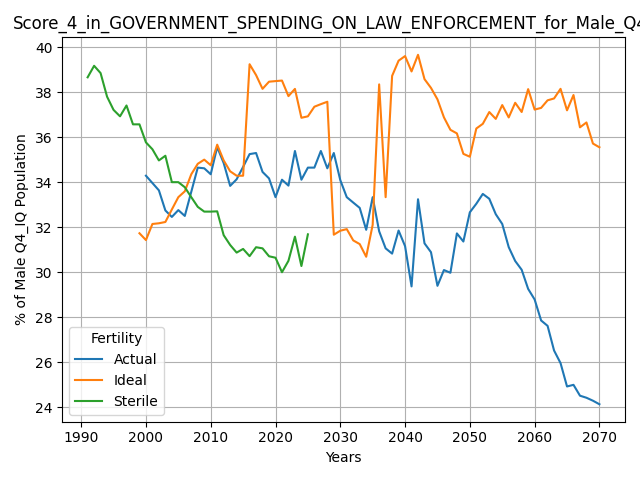 Score_4_in_GOVERNMENT_SPENDING_ON_LAW_ENFORCEMENT_for_Male_Q4
40
38
36
34
32
30
28
26
24
% of Male Q4_IQ Population
Fertility
Actual
Ideal
Sterile
1990 2000 2010 2020 2030 2040 2050 2060 2070
Years